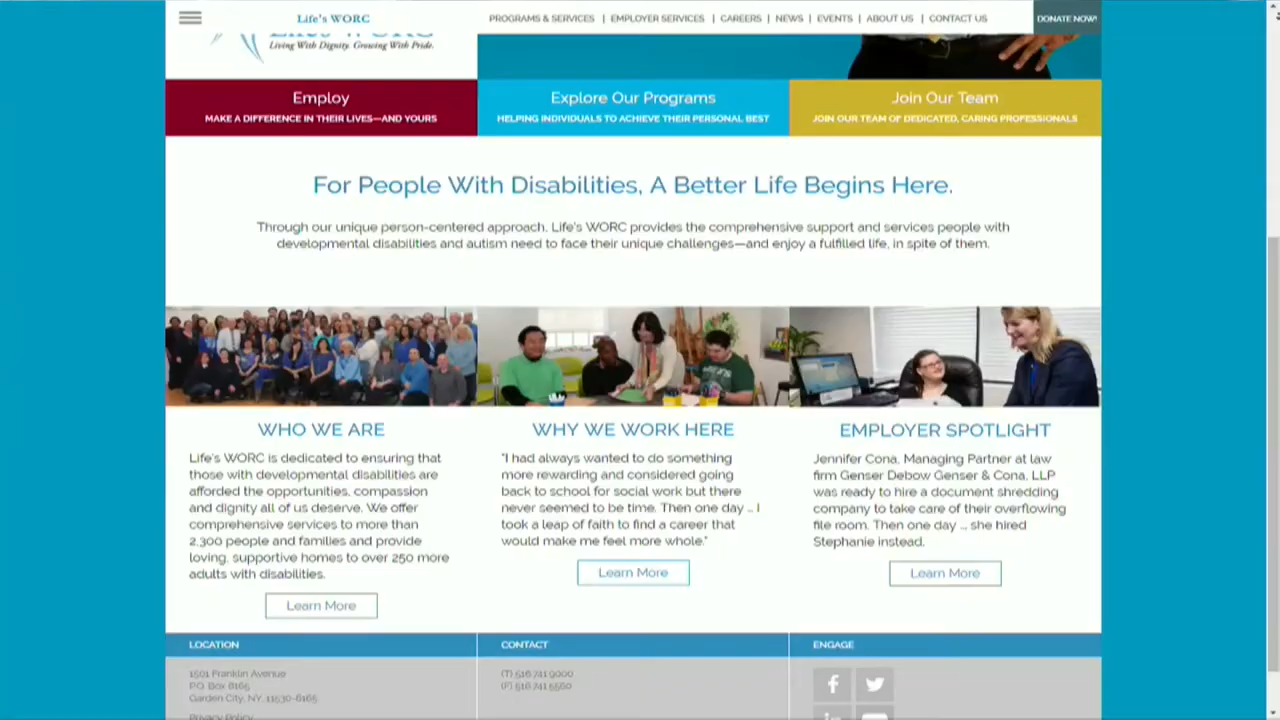 Life's WORC
PROGRAMS & SERVICES | EMPLOYER SERVICES | CAREERS | NEWS | EVENTS | ABOUT US | CONTACT US
DONATE NOW!
Living With Dignity. Growing With Pride.
Employ
MAKE A DIFFERENCE IN THEIR LIVES—AND YOURS
Explore Our Programs
HELPING INDIVIDUALS TO ACHIEVE THEIR PERSONAL BEST
Join Our Team
JOIN OUR TEAM OF DEDICATED, CARING PROFESSIONALS
For People With Disabilities, A Better Life Begins Here.
Through our unique person-centered approach, Life's WORC provides the comprehensive support and services people with
developmental disabilities and autism need to face their unique challenges—and enjoy a fulfilled life, in spite of them.
WHO WE ARE
Life's WORC is dedicated to ensuring that
those with developmental disabilities are
afforded the opportunities, compassion
and dignity all of us deserve. We offer
comprehensive services to more than
2,300 people and families and provide
loving, supportive homes to over 250 more
adults with disabilities.
Learn More
WHY WE WORK HERE
"I had always wanted to do something
more rewarding and considered going
back to school for social work but there
never seemed to be time. Then one day ... I
took a leap of faith to find a career that
would make me feel more whole."
Learn More
EMPLOYER SPOTLIGHT
Jennifer Cona, Managing Partner at law
firm Genser Debow Genser & Cona, LLP
was ready to hire a document shredding
company to take care of their overflowing
file room. Then one day ... she hired
Stephanie instead.
Learn More
LOCATION
1501 Franklin Avenue
P.O. Box 6165
Garden City, NY, 11530-6165
Privacy Policy
CONTACT
(T) 516.741.9000
(F) 516.741.5560
ENGAGE